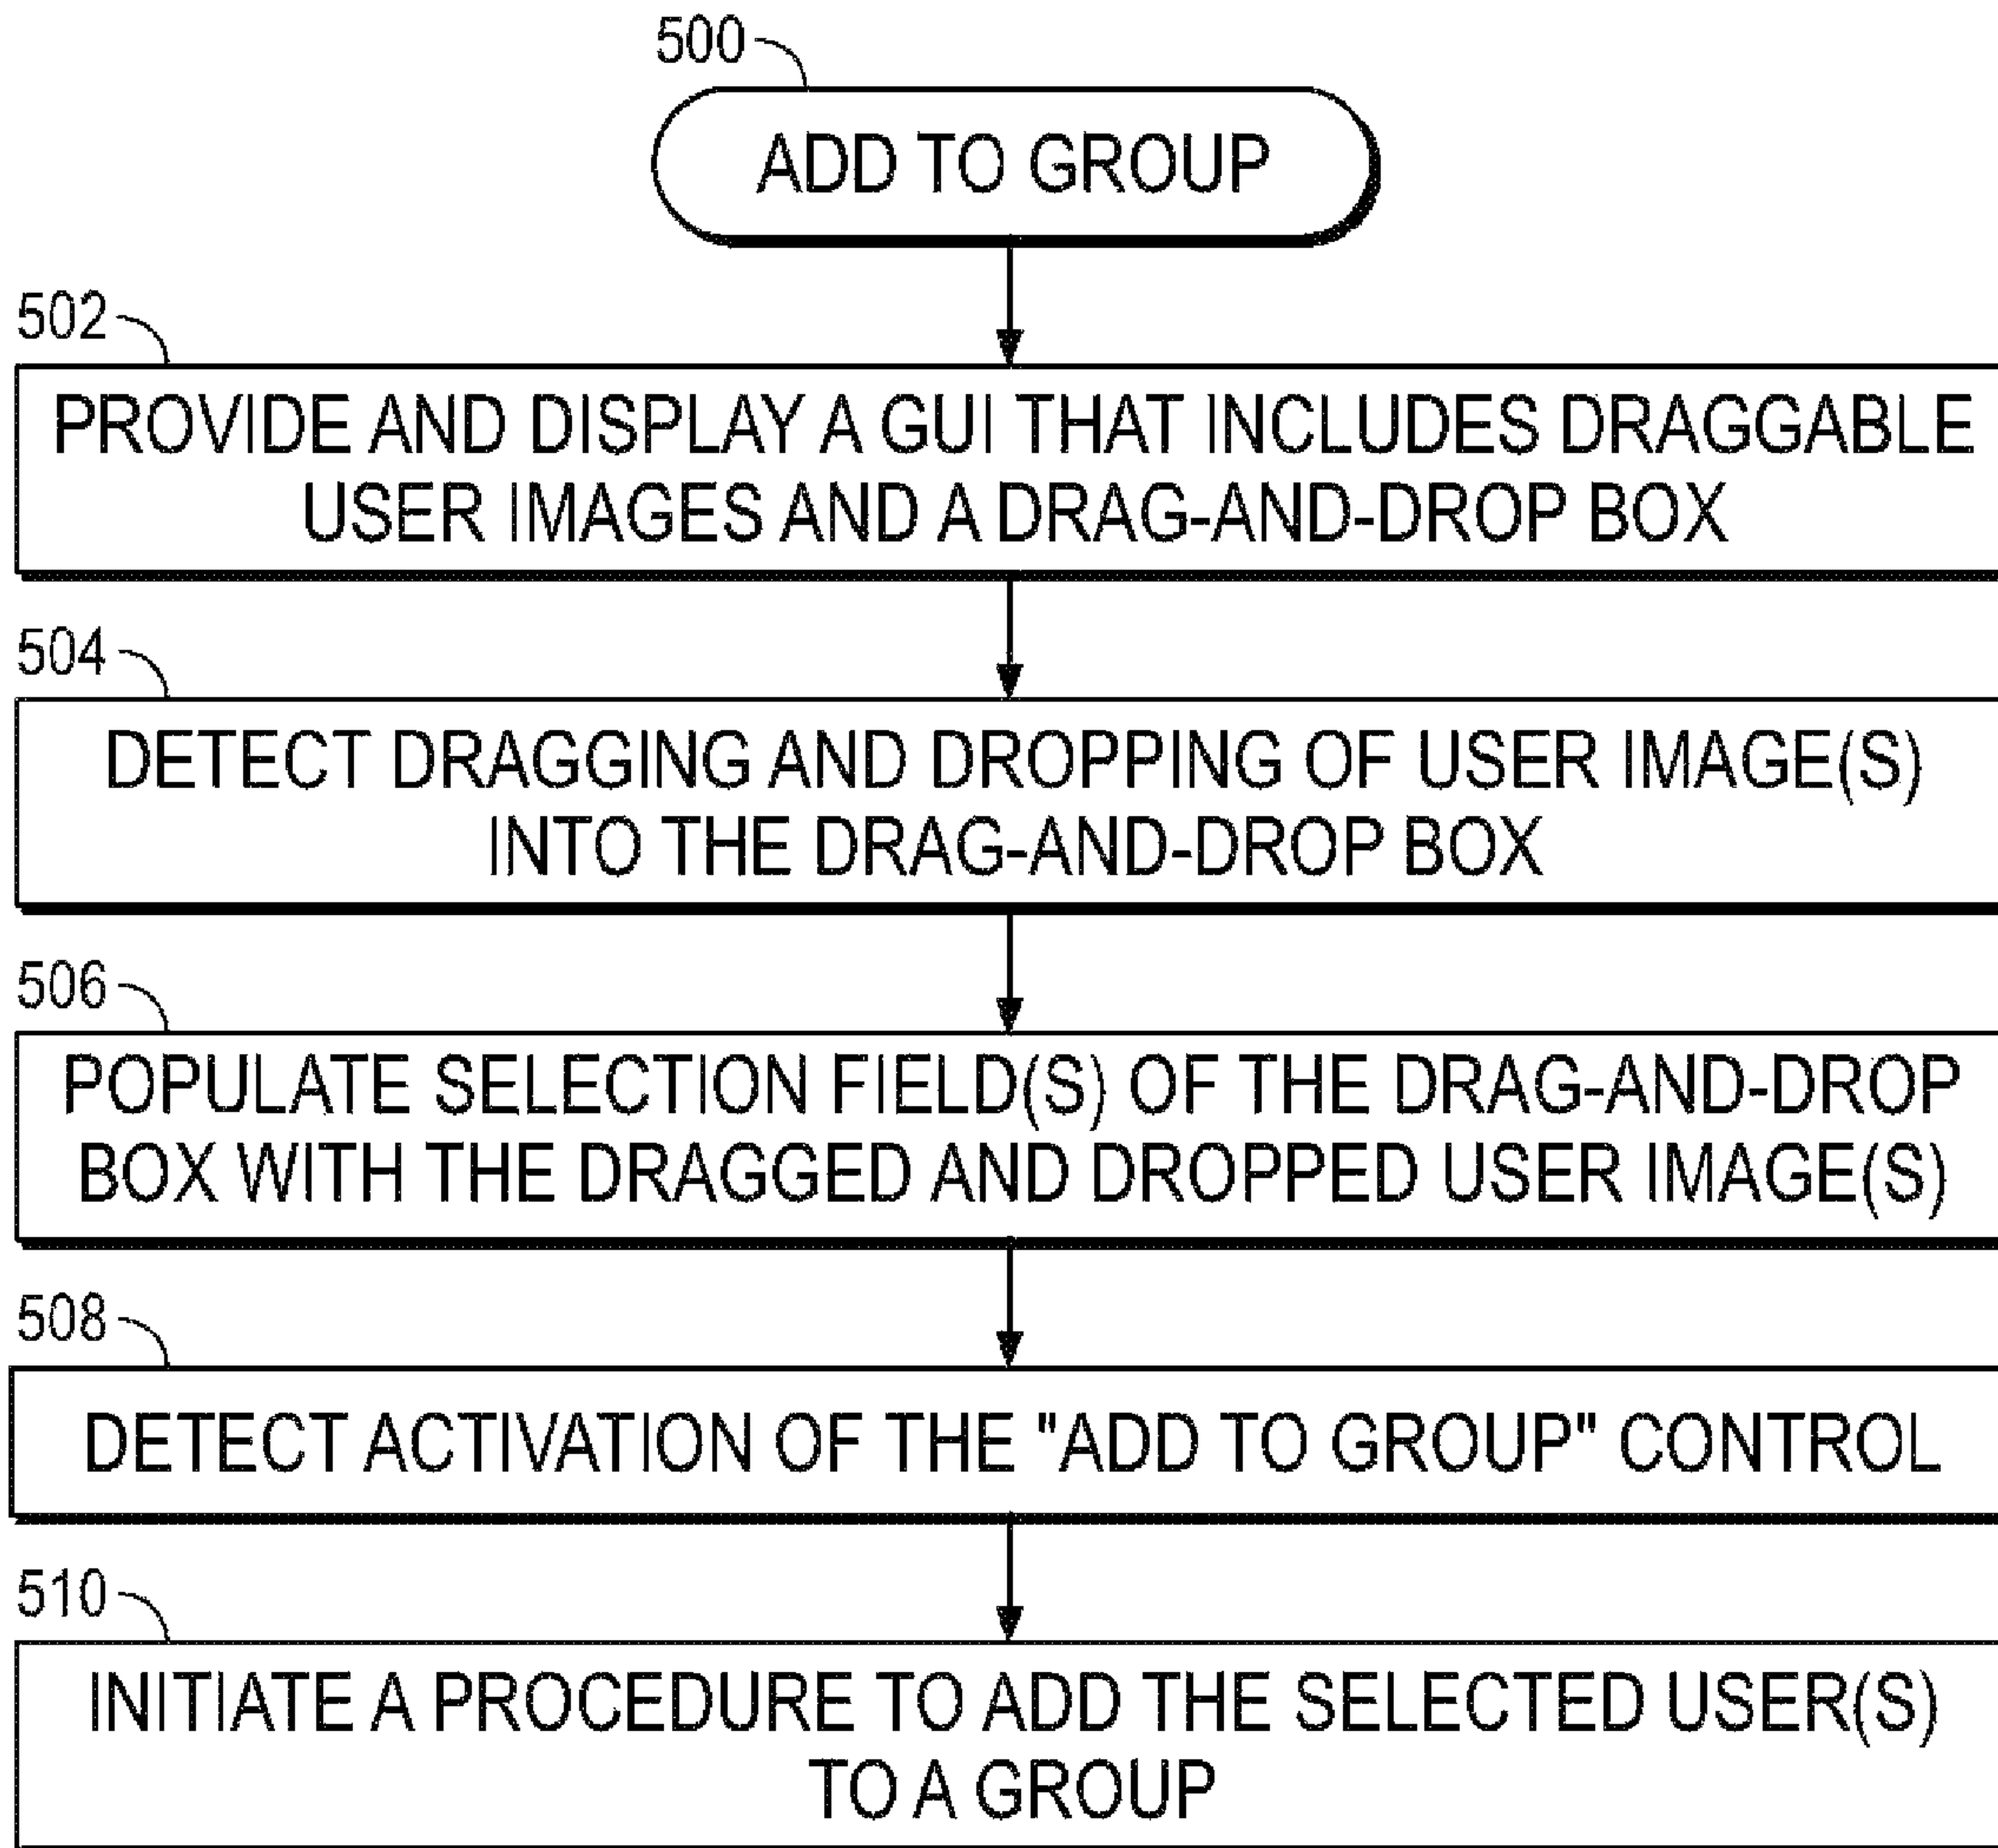 500
ADD TO GROUP
502
PROVIDE AND DISPLAY A GUI THAT INCLUDES DRAGGABLE
USER IMAGES AND A DRAG-AND-DROP BOX
504
DETECT DRAGGING AND DROPPING OF USER IMAGE(S)
INTO THE DRAG-AND-DROP BOX
506
POPULATE SELECTION FIELD(S) OF THE DRAG-AND-DROP
BOX WITH THE DRAGGED AND DROPPED USER IMAGE(S)
508
DETECT ACTIVATION OF THE "ADD TO GROUP" CONTROL
510
INITIATE A PROCEDURE TO ADD THE SELECTED USER(S)
TO A GROUP